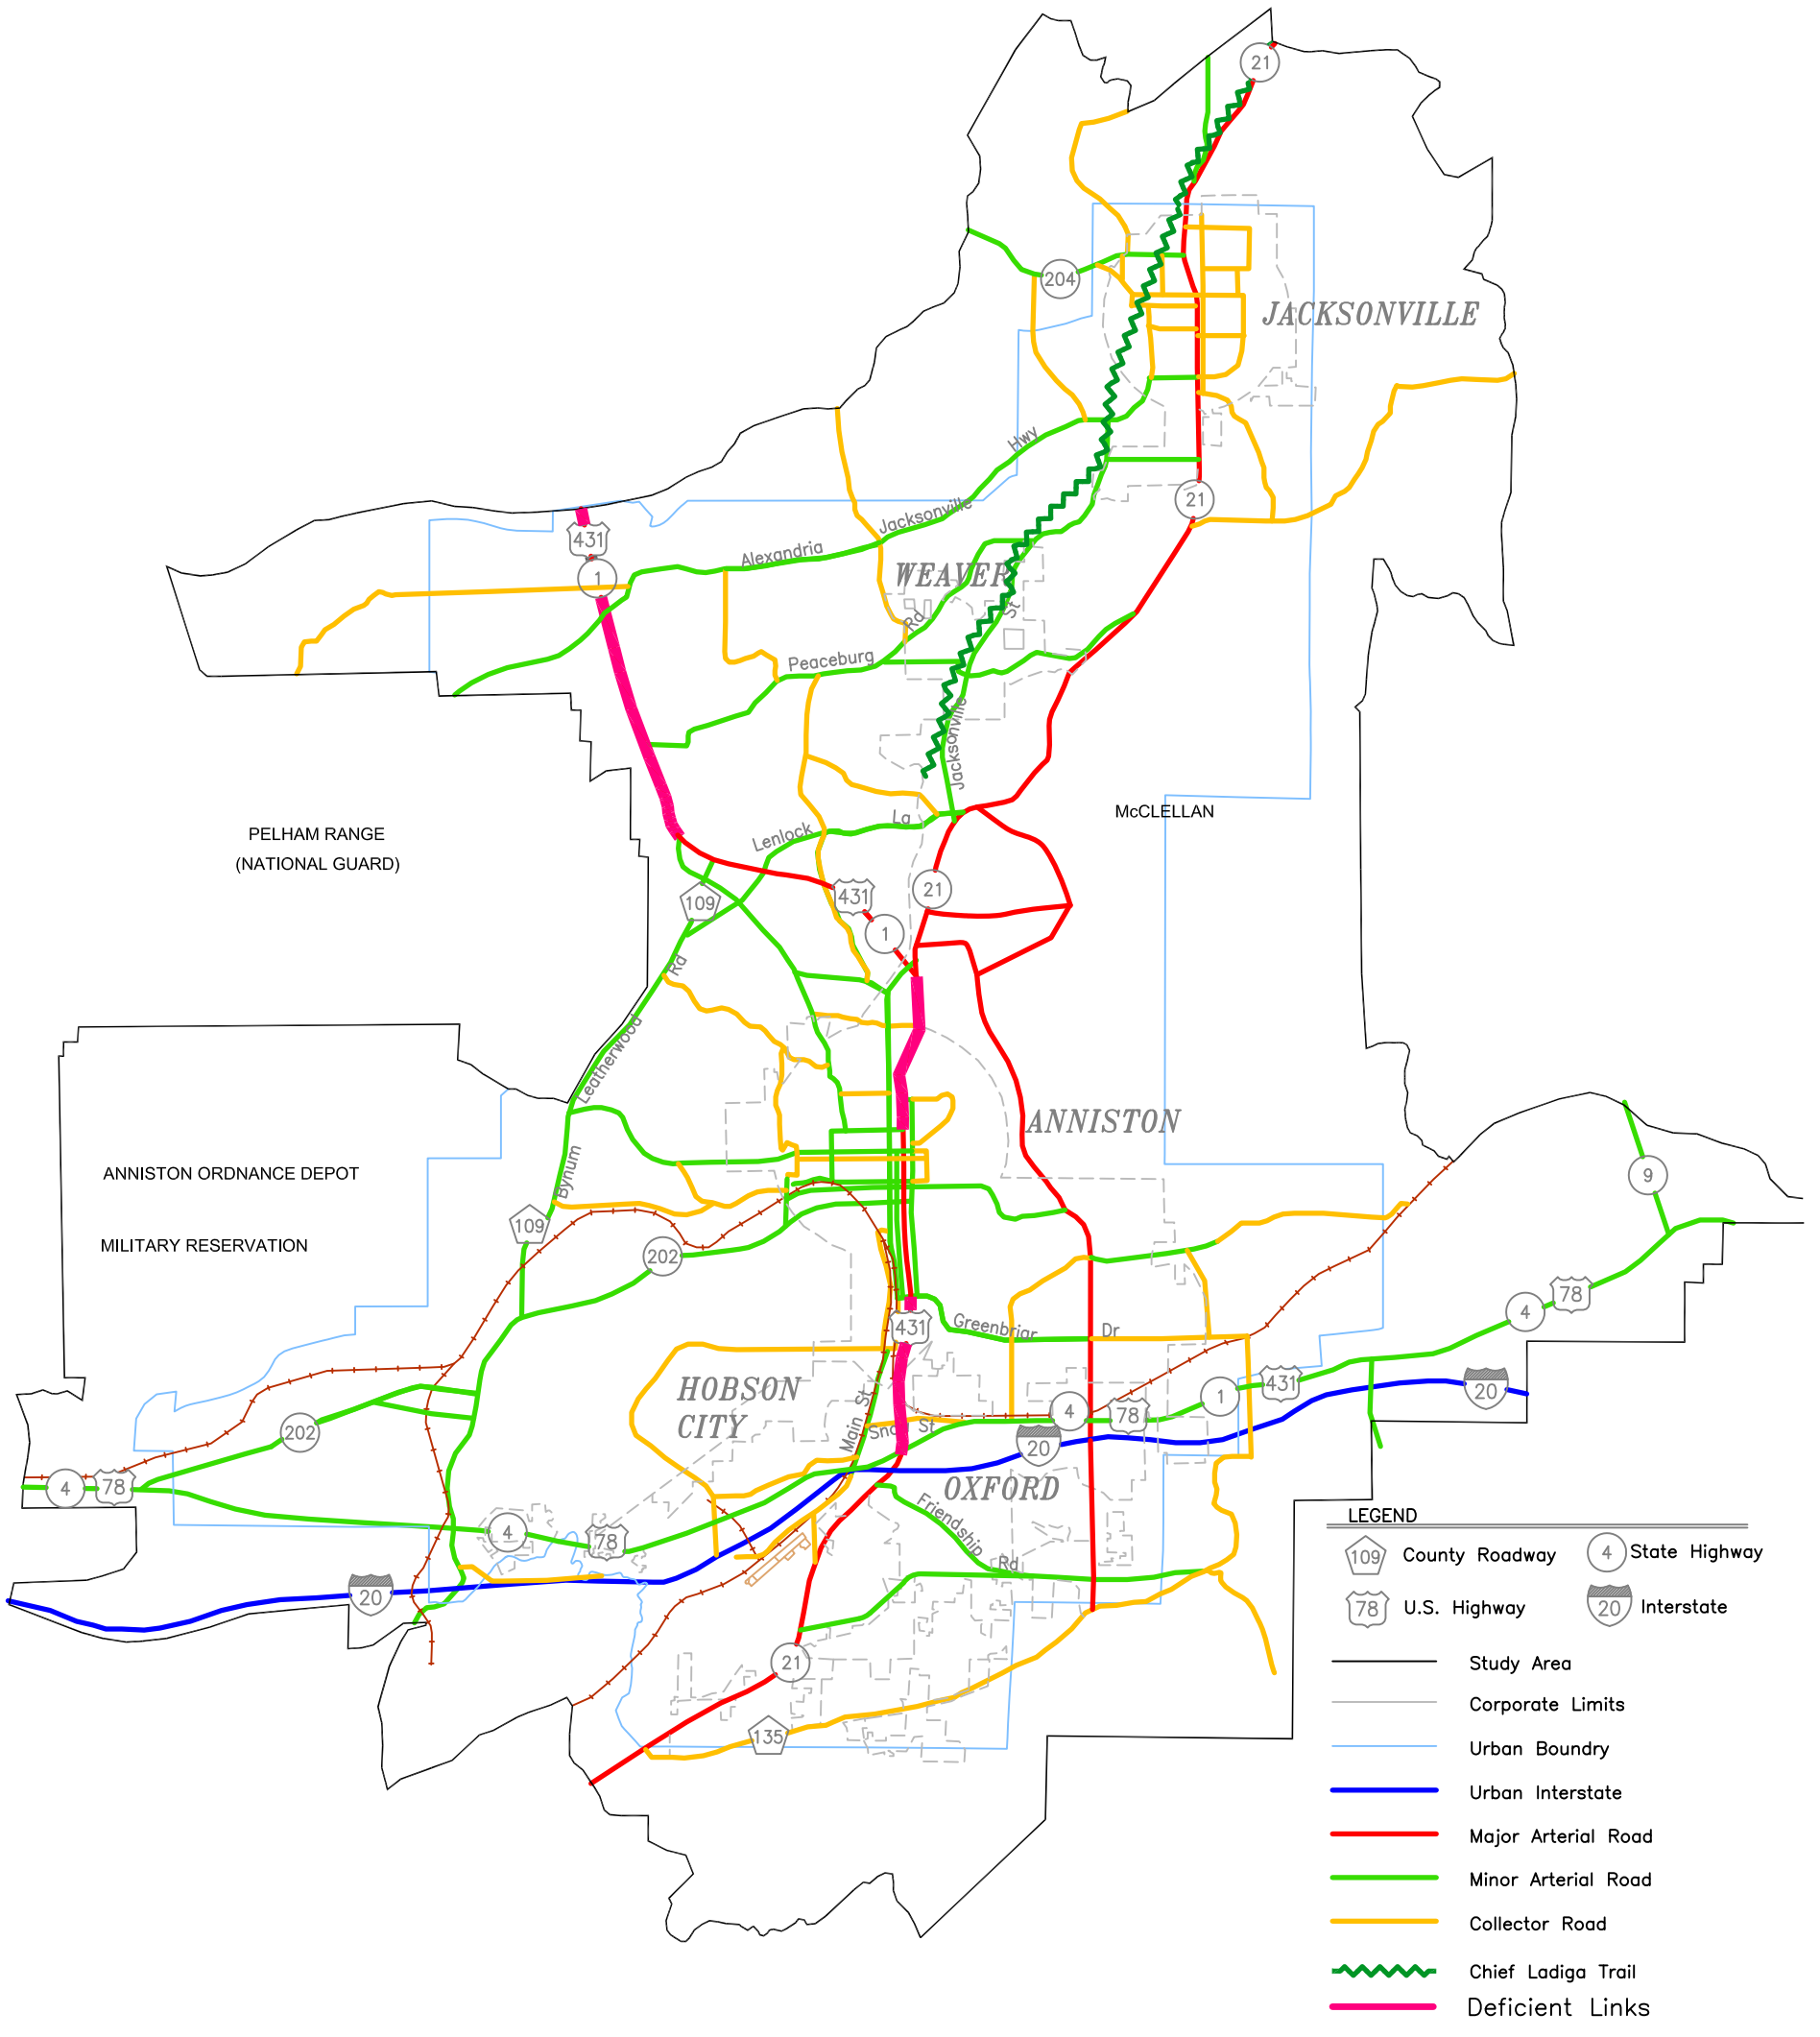 21
204
JACKSONVILLE
Hwy
21
Jacksonville
431
Alexandria
1
WEAVER
St
Rd
Peaceburg
Jacksonville
McCLELLAN
La
PELHAM RANGE
Lenlock
(NATIONAL GUARD)
431
21
109
1
Rd
Leatherwood
ANNISTON
ANNISTON ORDNANCE DEPOT
9
Bynum
109
MILITARY RESERVATION
202
78
4
431
Greenbriar Dr
HOBSON
CITY
431
20
1
4
78
Main St
Snow St
202
20
OXFORD
4
78
Friendship
4
78
Rd
20
21
135
LEGEND
109 County Roadway
4 State Highway
78 U.S. Highway
20 Interstate
Study Area
Corporate Limits
Urban Boundry
Urban Interstate
Major Arterial Road
Minor Arterial Road
Collector Road
Chief Ladiga Trail
Deficient Links